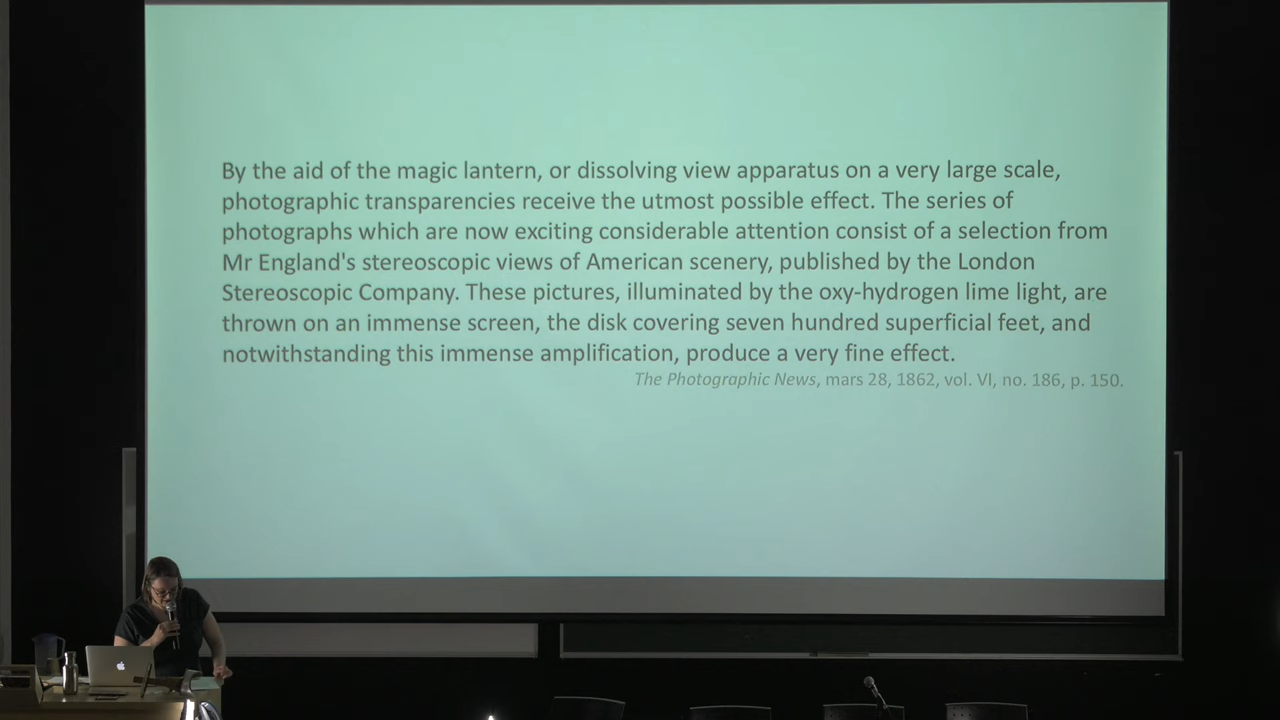 By the aid of the magic lantern, or dissolving view apparatus on a very large scale,
photographic transparencies receive the utmost possible effect. The series of
photographs which are now exciting considerable attention consist of a selection from
Mr England's stereoscopic views of American scenery, published by the London
Stereoscopic Company. These pictures, illuminated by the oxy-hydrogen lime light, are
thrown on an immense screen, the disk covering seven hundred superficial feet, and
notwithstanding this immense amplification, produce a very fine effect.
The Photographic News, mars 28, 1862, vol. VI, no. 186, p. 150.